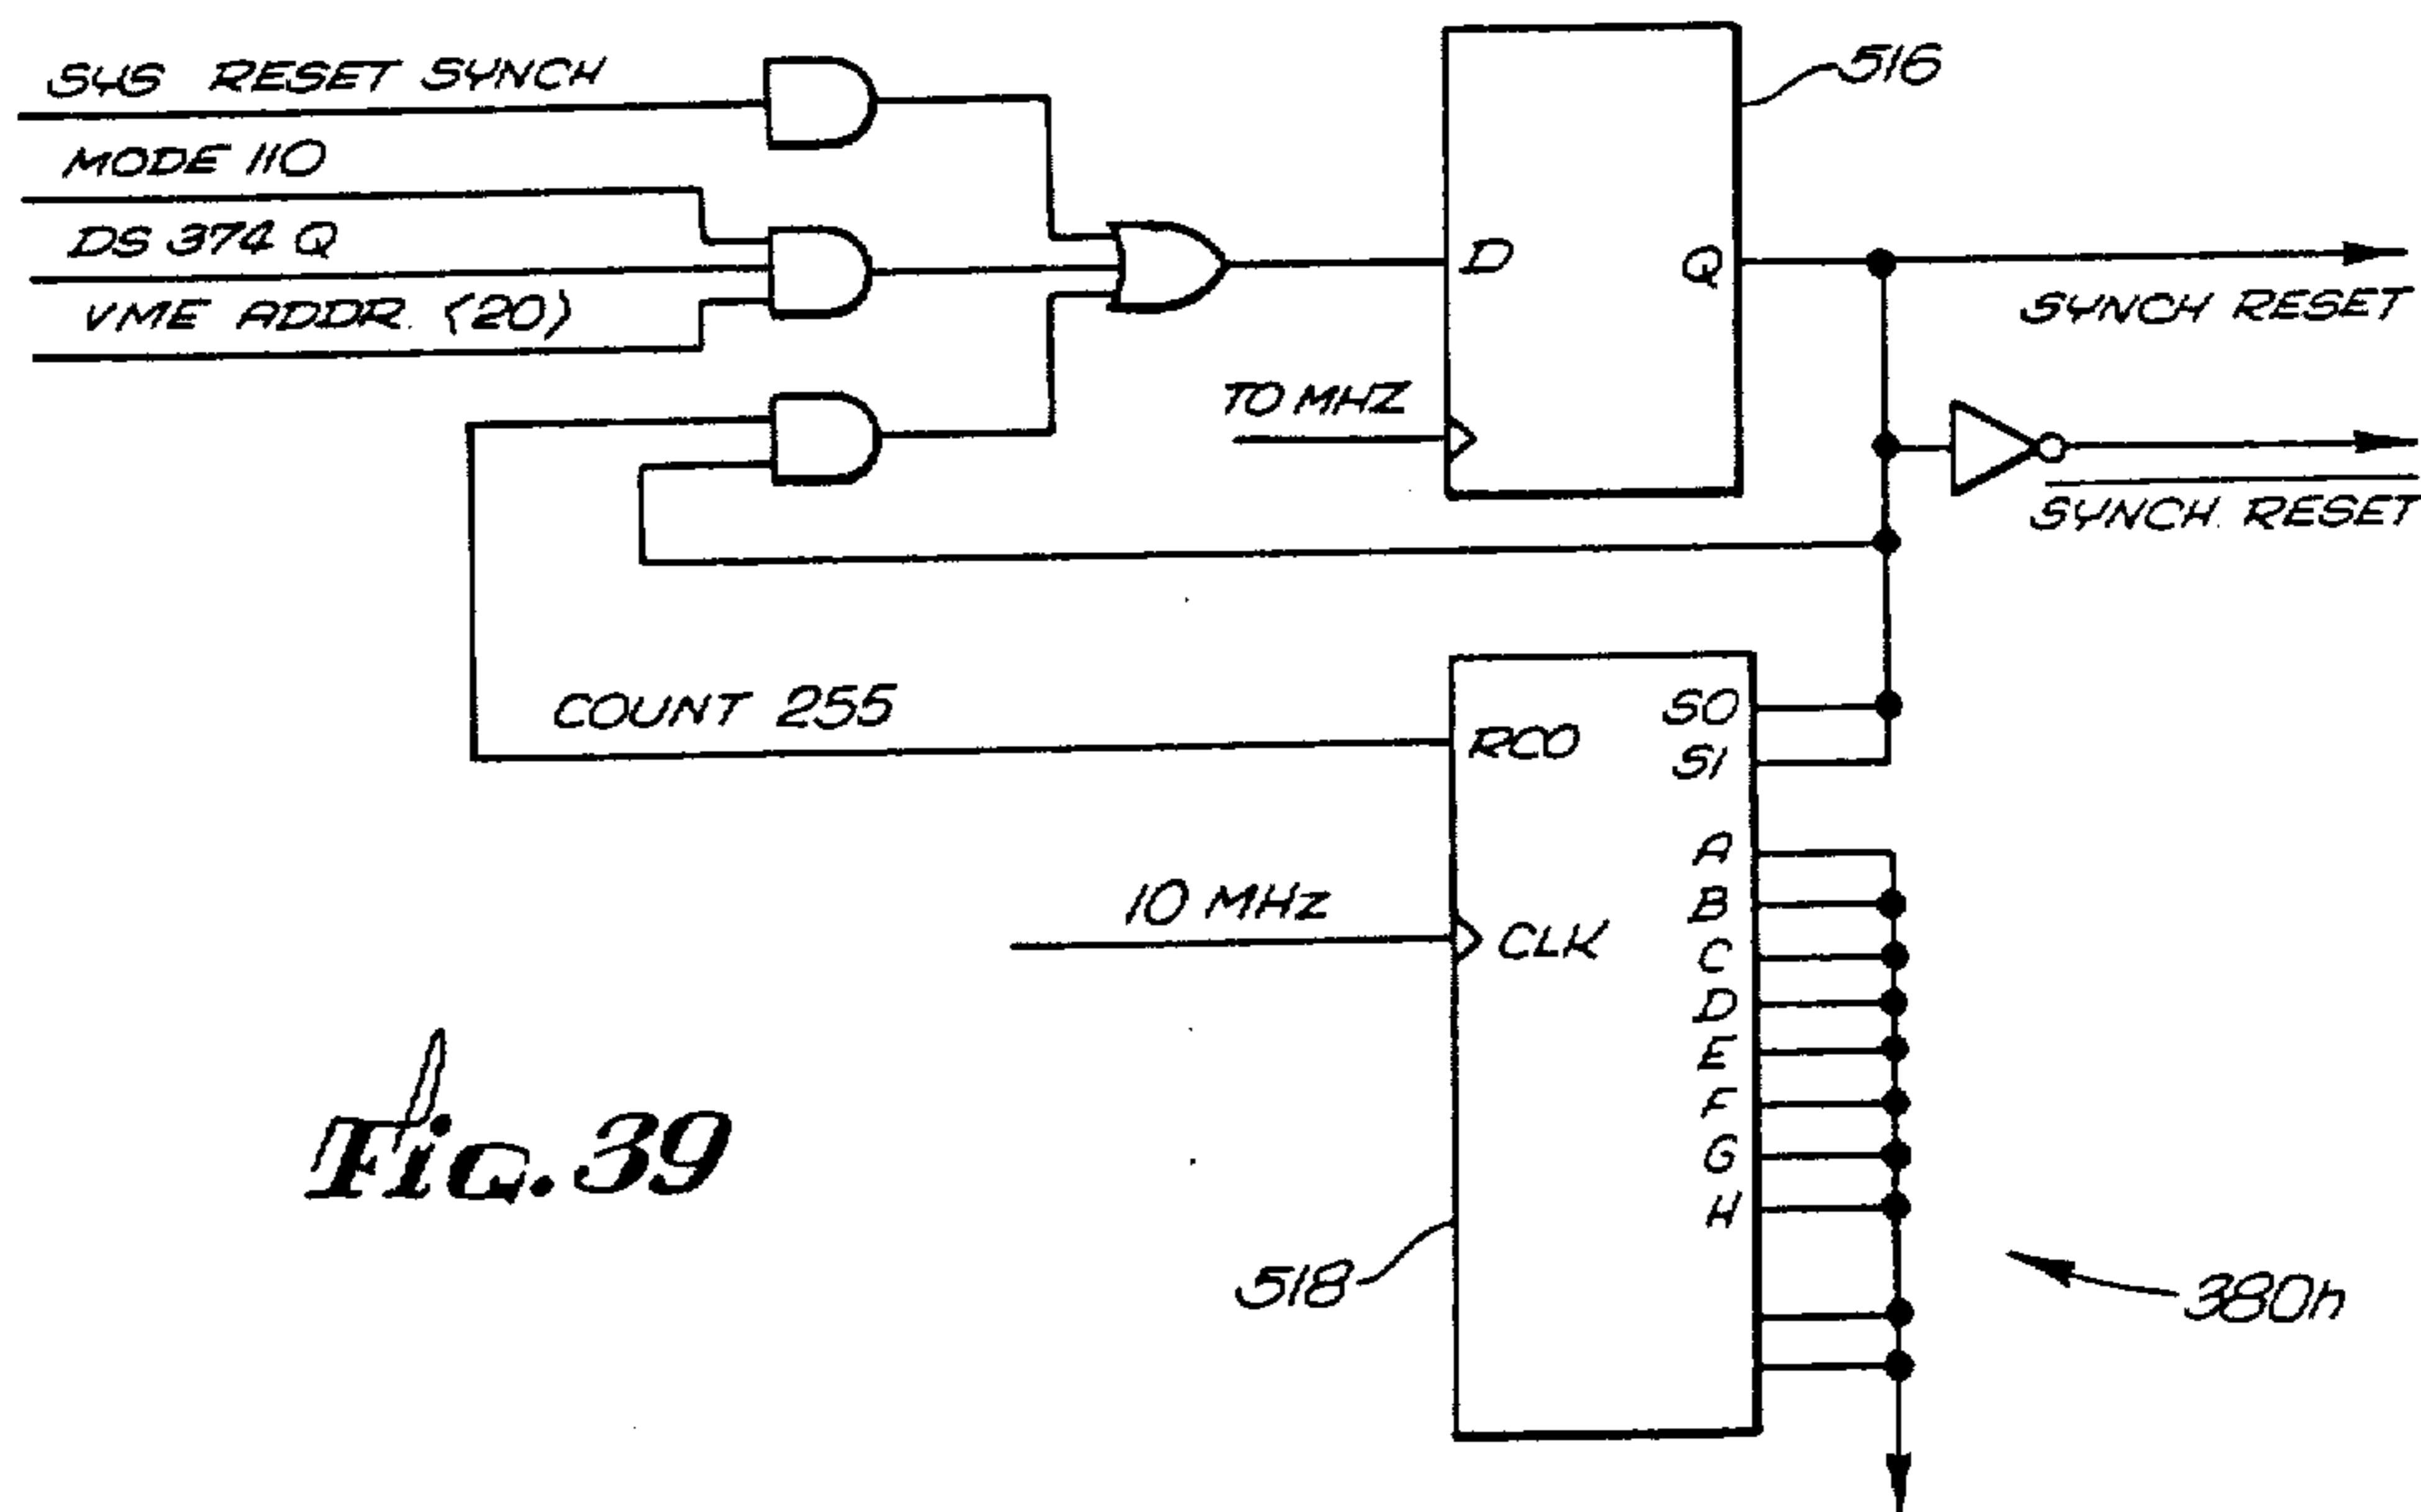 SYS RESET SYNCH
MODE 110
DS 374 Q
VME ADDR. (20)
516
D
Q
SYNCH RESET
TO MHZ
SYNCH. RESET
COUNT 255
RCO
SO
S1
10 MHZ
CLK
A
B
C
D
E
F
G
H
518
380h
Fig. 39